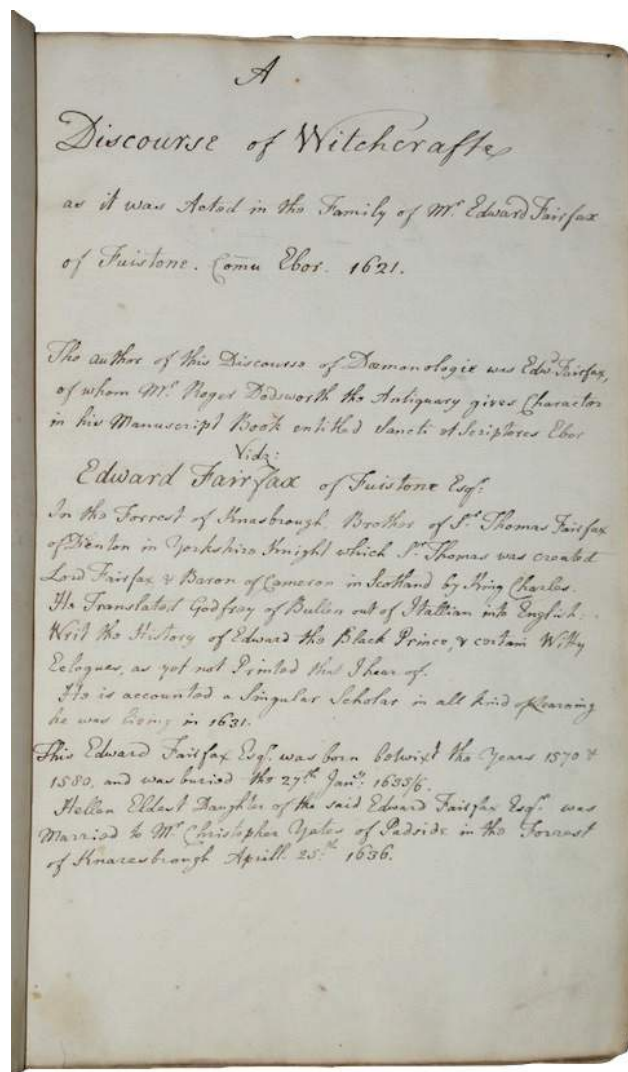 A
Discourse of Witchcrafte
as it was Acted in the Family of Mr. Edward Fairfax
of Fuistone. Comu Ebor. 1621.
The author of this Discourse of Dæmonologie was Edwd Fairfax,
of whom Mr. Roger Dodsworth the Antiquary gives Character
in his Manuscript Book entitled Sancti et Scriptores Ebor
Vidz:
Edward Fairfax of Fuistone Esqr:
In the Forrest of Knasbrough, Brother of Sr. Thomas Fairfax
of Denton in Yorkshire Knight which Sr. Thomas was created
Lord Fairfax & Baron of Cameron in Scotland by King Charles.
He Translated Godfrey of Bullen out of Itallian into English:
Writ the History of Edward the Black Prince, & certain Witty
Eclogues, as yet not Printed that I hear of.
He is accounted a Singular Scholar in all kind of Learning
he was living in 1631.
This Edward Fairfax Esqr. was born betwixt the Years 1570 &
1580, and was buried the 27th Jany. 1635/6.
Hellen Eldest Daughter of the said Edward Fairfax Esqr. was
Married to Mr. Christopher Yates of Padside in the Forrest
of Knaresbrough Aprill. 25th 1636.